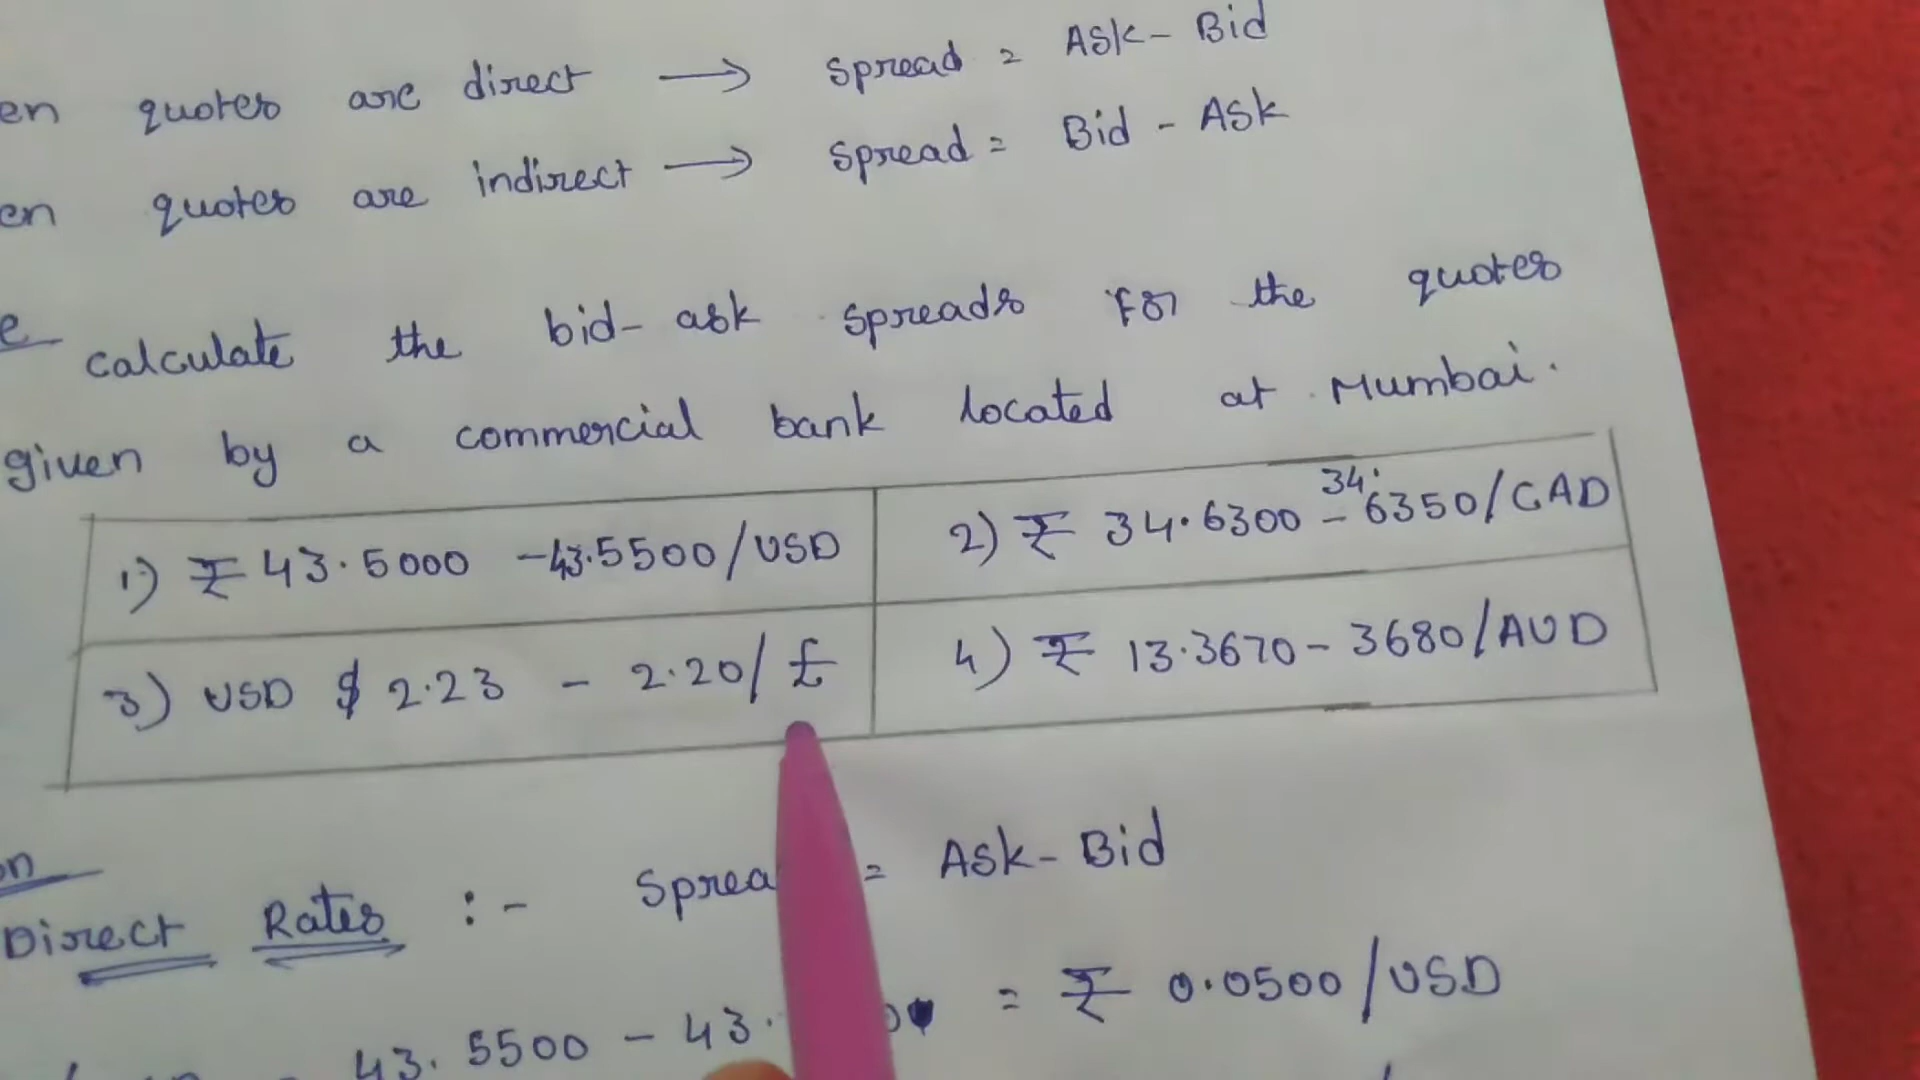 en quotes are direct → spread = Ask - Bid
en quotes are indirect → spread = Bid - Ask
e calculate the bid- ask spreads for the quotes
given by a commercial bank located at Mumbai.
1) ₹ 43.5000 - 43.5500/USD
2) ₹ 34.6300 - 34.6350/CAD
3) USD $ 2.23 - 2.20/£
4) ₹ 13.3670 - 3680/AUD
on
Direct Rates :- Sprea = Ask - Bid
43.5500 - 43. = ₹ 0.0500/USD